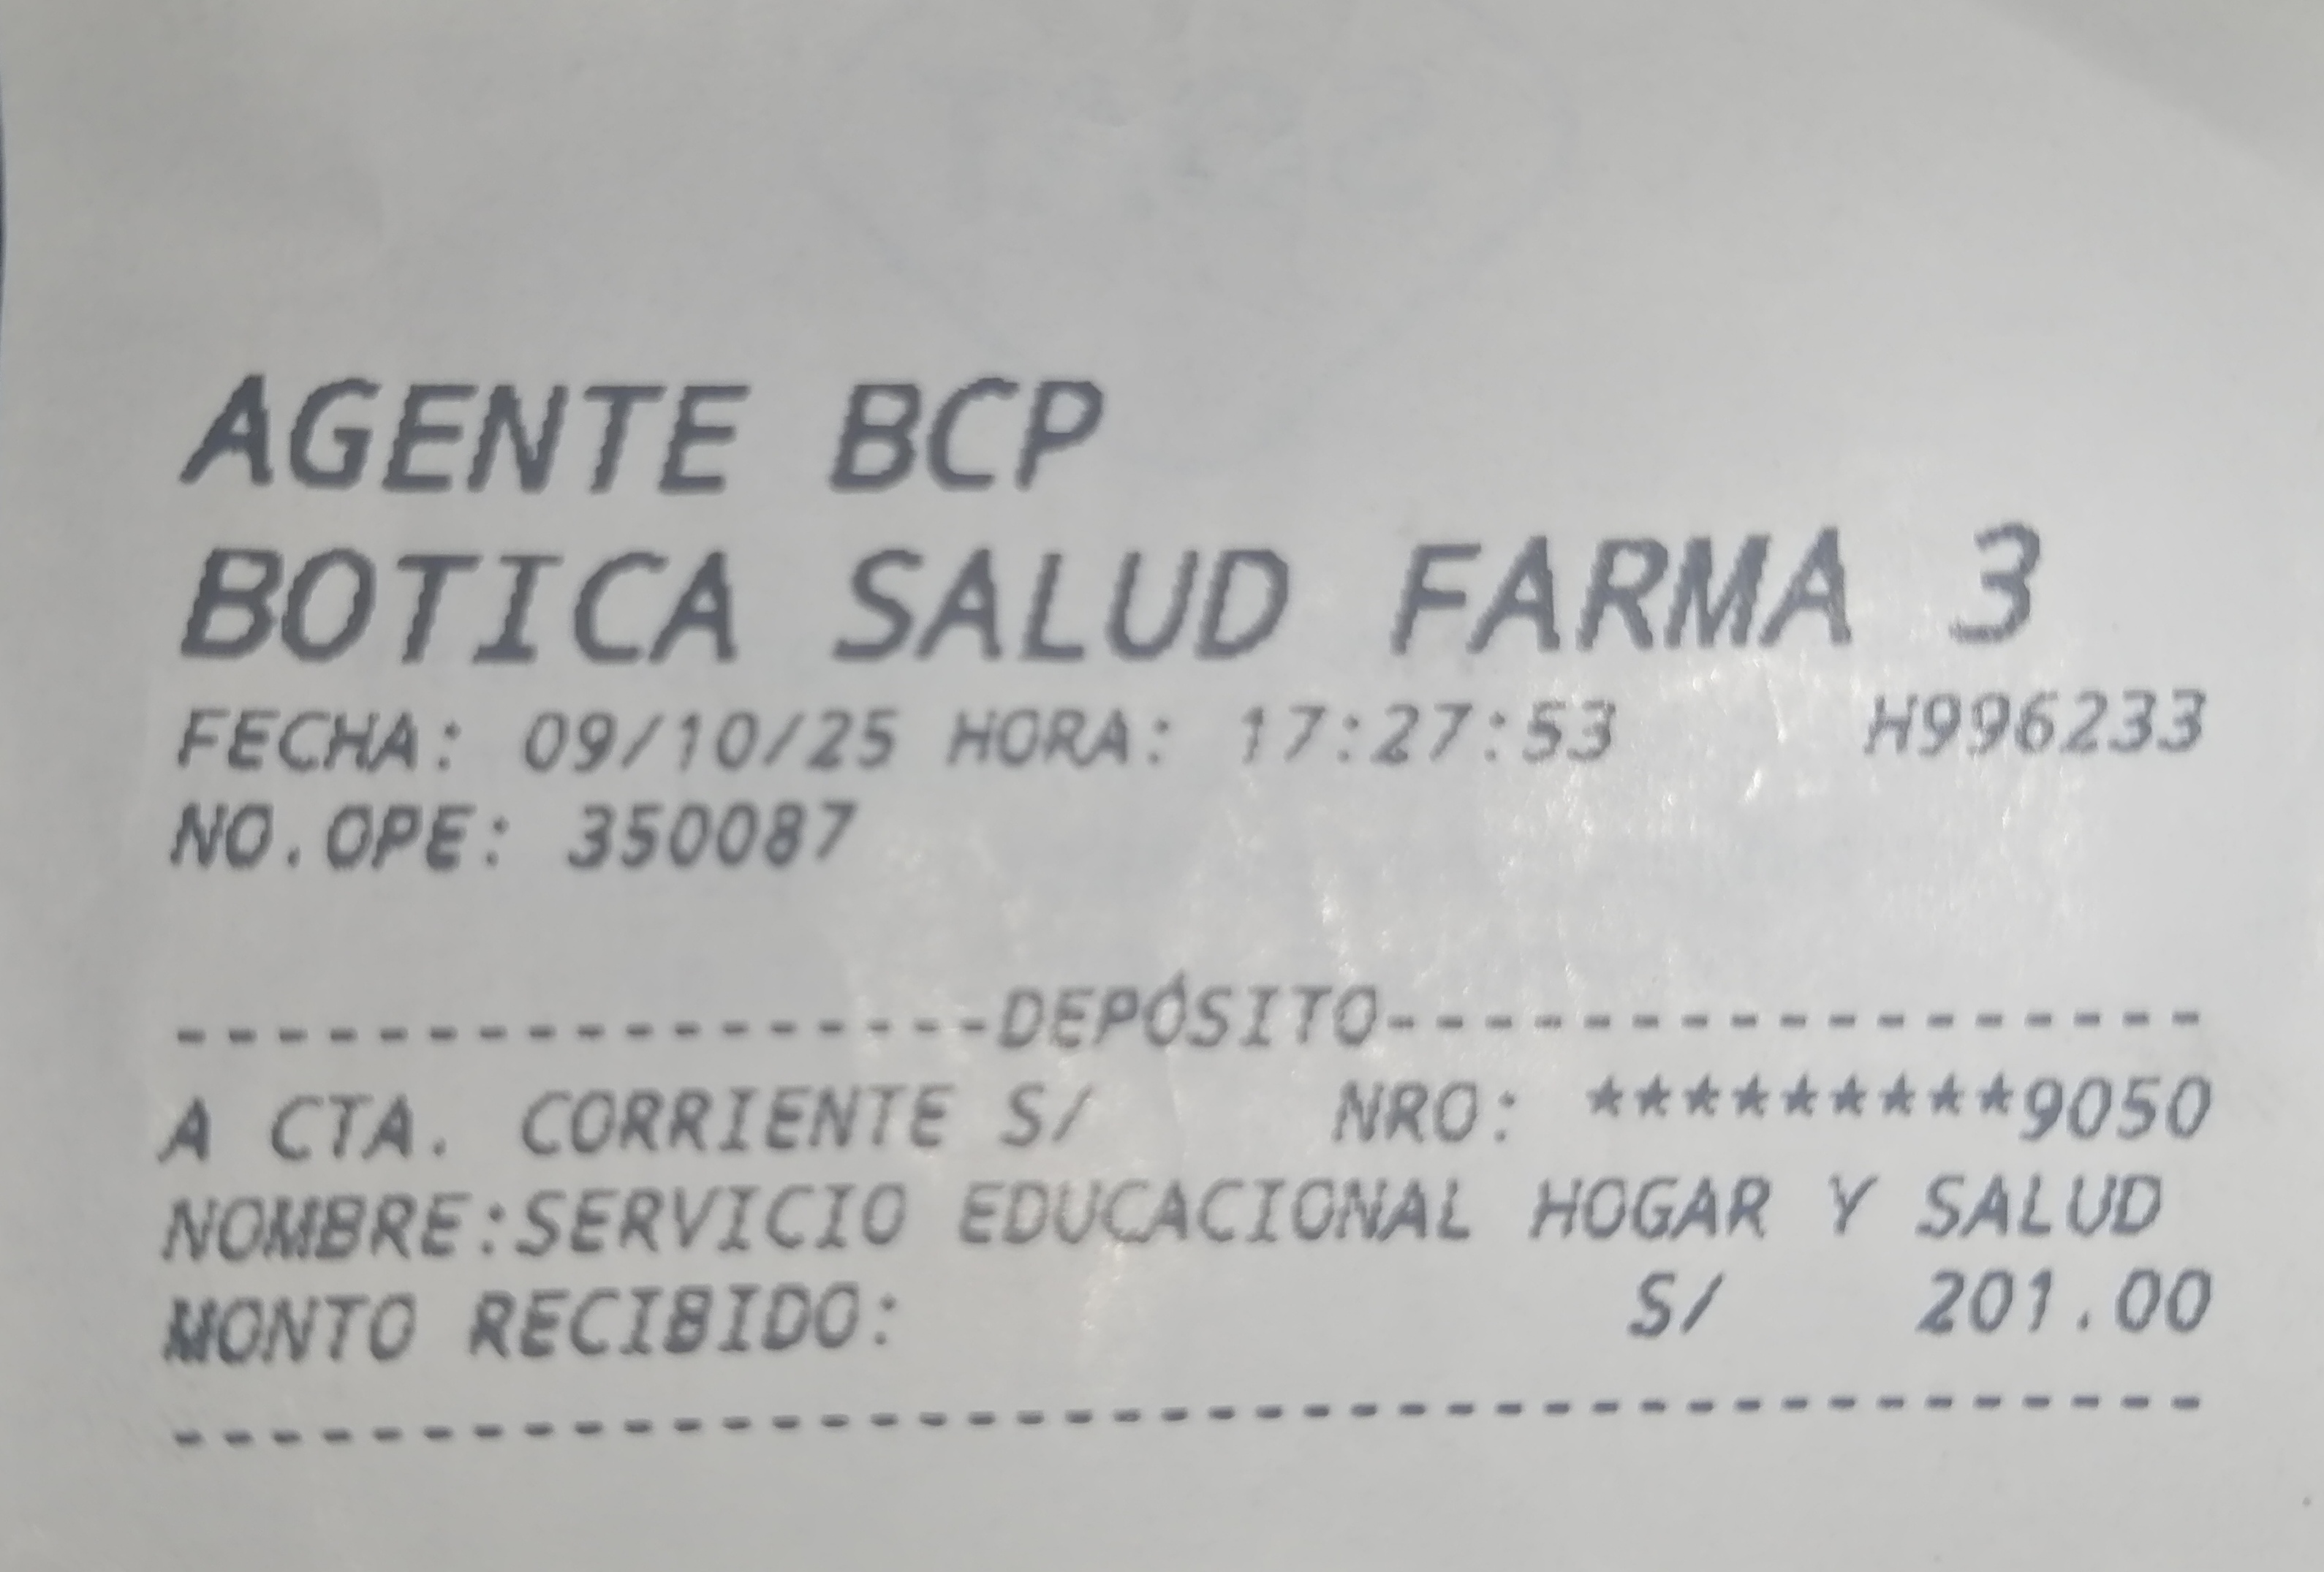 AGENTE BCP
BOTICA SALUD FARMA 3
FECHA: 09/10/25 HORA: 17:27:53 H996233
NO.OPE: 350087
-----------------DEPÓSITO-----------------
A CTA. CORRIENTE S/ NRO: *********9050
NOMBRE:SERVICIO EDUCACIONAL HOGAR Y SALUD
MONTO RECIBIDO: S/ 201.00
-----------------------------------------